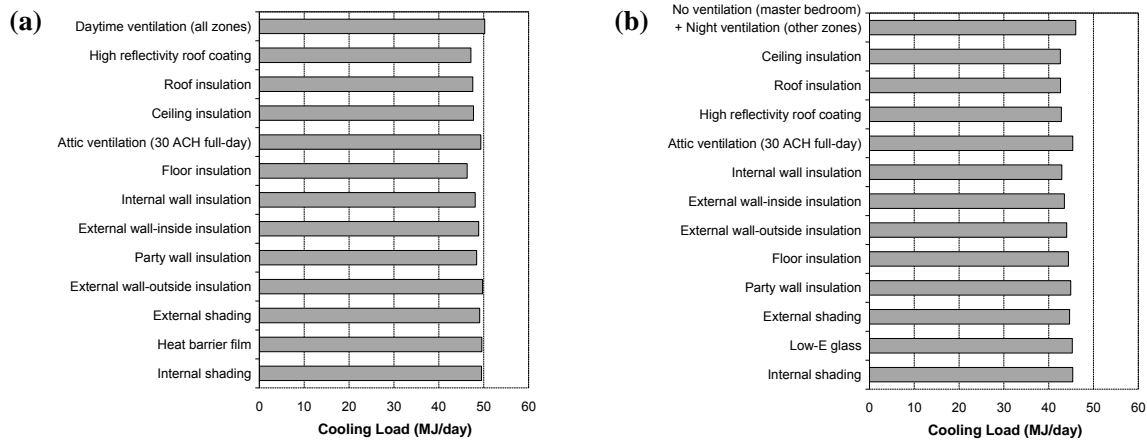 (a)
Daytime ventilation (all zones)
High reflectivity roof coating
Roof insulation
Ceiling insulation
Attic ventilation (30 ACH full-day)
Floor insulation
Internal wall insulation
External wall-inside insulation
Party wall insulation
External wall-outside insulation
External shading
Heat barrier film
Internal shading
0 10 20 30 40 50 60
Cooling Load (MJ/day)
(b)
No ventilation (master bedroom)
+ Night ventilation (other zones)
Ceiling insulation
Roof insulation
High reflectivity roof coating
Attic ventilation (30 ACH full-day)
Internal wall insulation
External wall-inside insulation
External wall-outside insulation
Floor insulation
Party wall insulation
External shading
Low-E glass
Internal shading
0 10 20 30 40 50 60
Cooling Load (MJ/day)